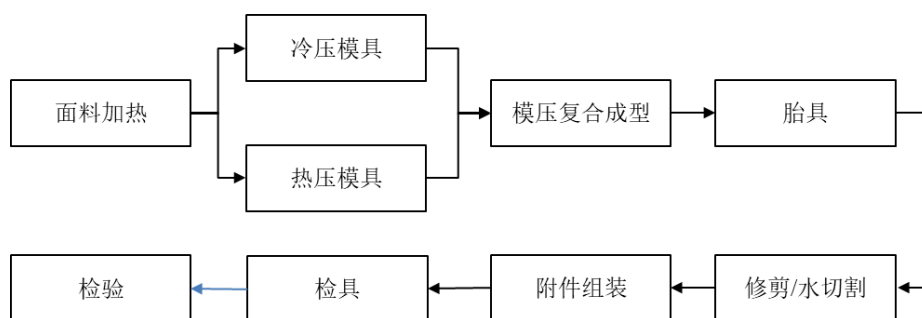 冷压模具
面料加热
模压复合成型
胎具
热压模具
检验
检具
附件组装
修剪/水切割